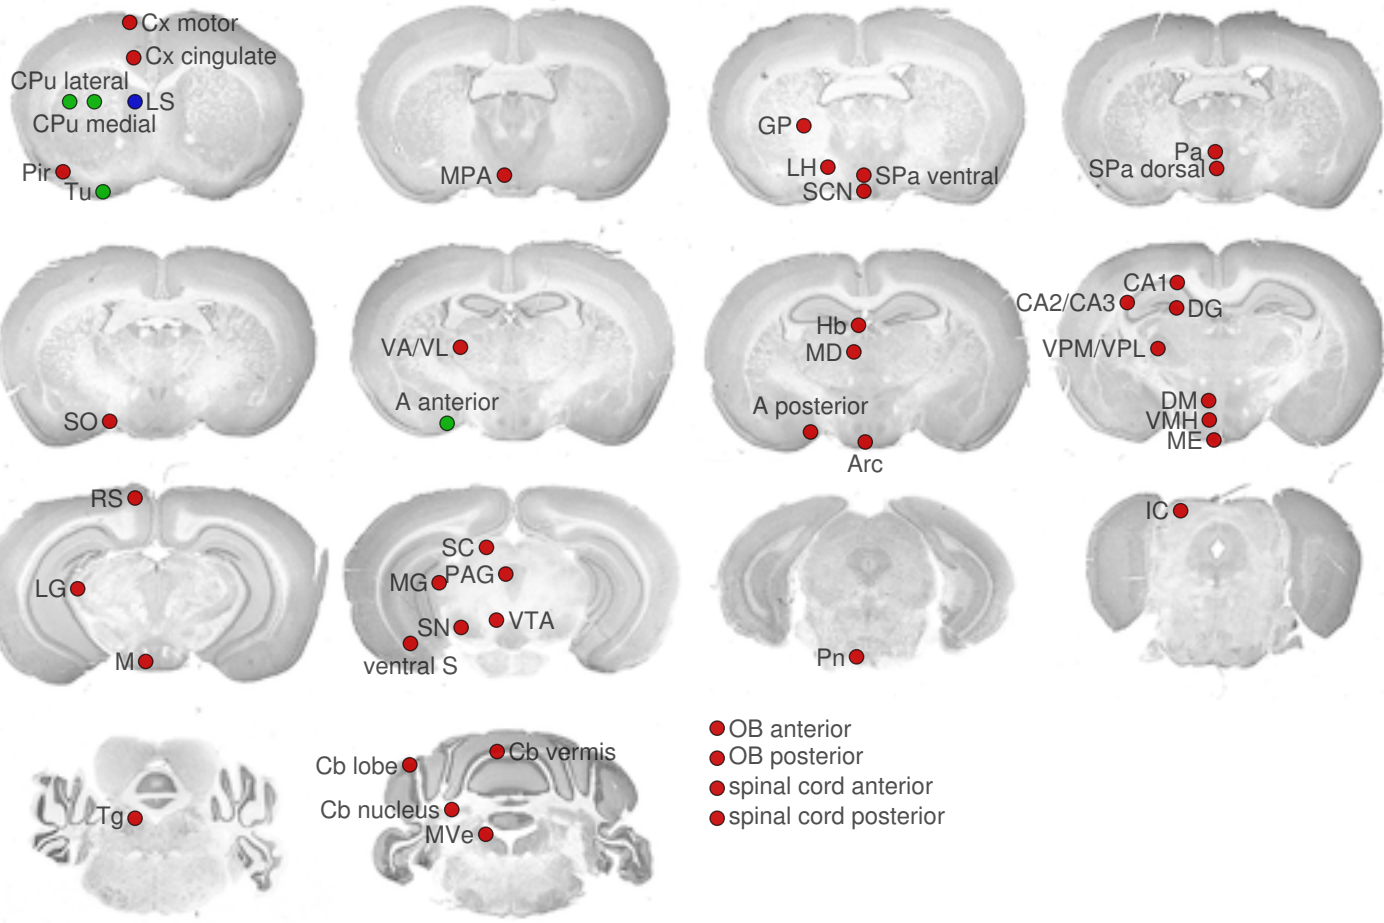 Cx motor
Cx cingulate
CPu lateral
LS
CPu medial
Pir
Tu
MPA
GP
LH
SPa ventral
SCN
Pa
SPa dorsal
SO
VA/VL
A anterior
Hb
MD
A posterior
Arc
CA1
CA2/CA3
DG
VPM/VPL
DM
VMH
ME
RS
LG
M
SC
MG
PAG
SN
VTA
ventral S
Pn
IC
Tg
Cb lobe
Cb vermis
Cb nucleus
MVe
OB anterior
OB posterior
spinal cord anterior
spinal cord posterior